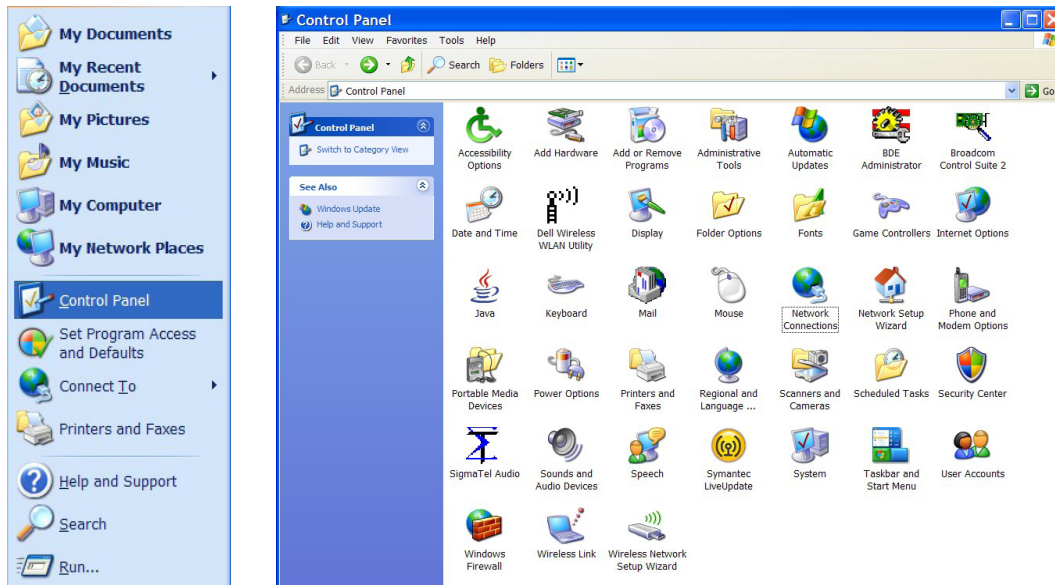 My Documents
My Recent
Documents
My Pictures
My Music
My Computer
My Network Places
Control Panel
Set Program Access
and Defaults
Connect To
Printers and Faxes
Help and Support
Search
Run...
Control Panel
File Edit View Favorites Tools Help
Back Search Folders
Address Control Panel Go
Control Panel
Switch to Category View
See Also
Windows Update
Help and Support
Accessibility Options
Add Hardware
Add or Remove Programs
Administrative Tools
Automatic Updates
BDE Administrator
Broadcom Control Suite 2
Date and Time
Dell Wireless WLAN Utility
Display
Folder Options
Fonts
Game Controllers
Internet Options
Java
Keyboard
Mail
Mouse
Network Connections
Network Setup Wizard
Phone and Modem Options
Portable Media Devices
Power Options
Printers and Faxes
Regional and Language ...
Scanners and Cameras
Scheduled Tasks
Security Center
SigmaTel Audio
Sounds and Audio Devices
Speech
Symantec LiveUpdate
System
Taskbar and Start Menu
User Accounts
Windows Firewall
Wireless Link
Wireless Network Setup Wizard